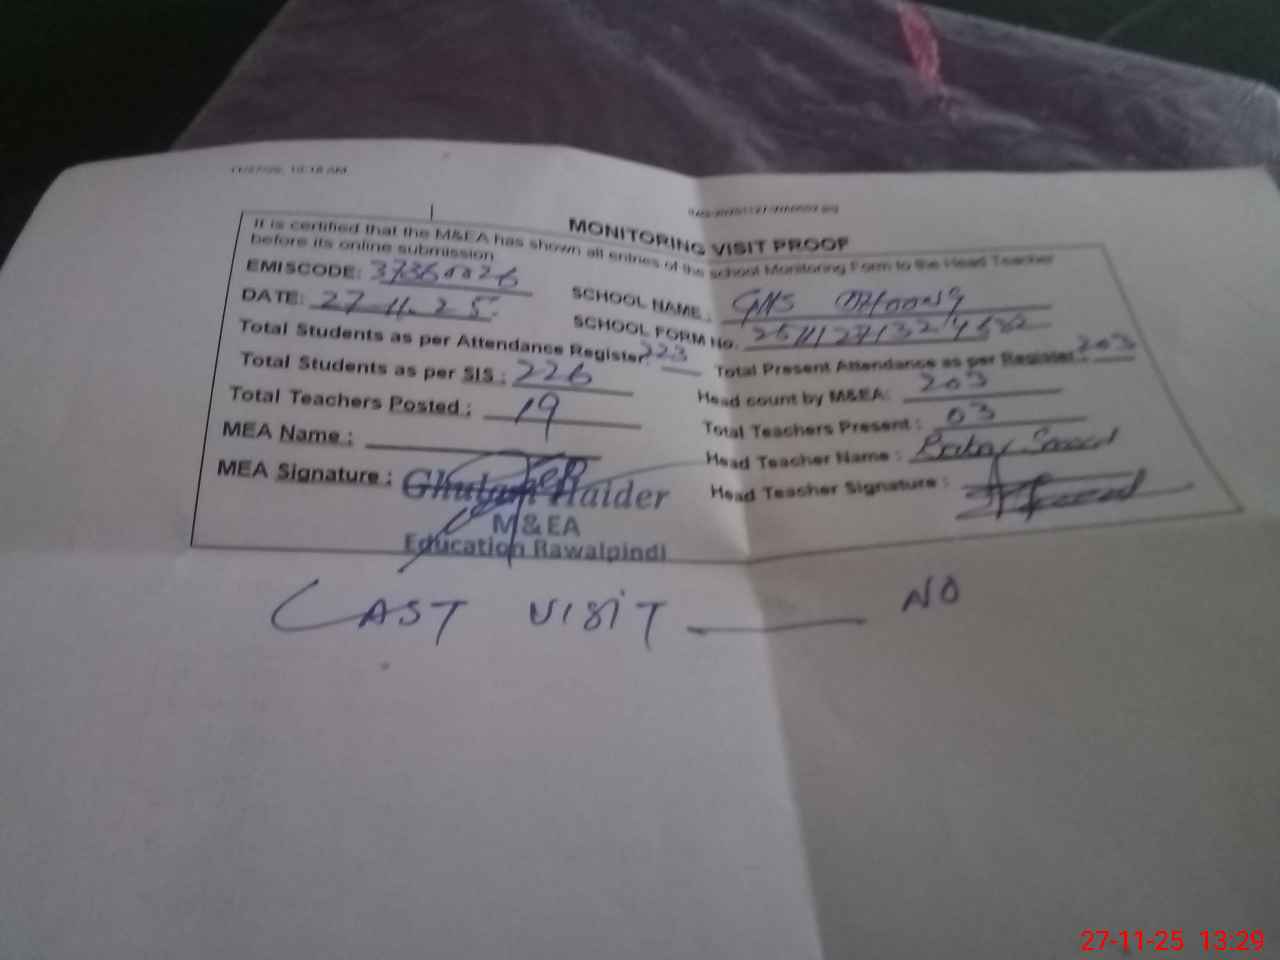 MONITORING VISIT PROOF
It is certified that the M&EA has shown all entries of the school Monitoring Form to the Head Teacher
before its online submission
EMISCODE:
SCHOOL NAME : GHS
DATE: 27-11-25
SCHOOL FORM No.
Total Students as per Attendance Register: 223
Total Present Attendance as per Register: 203
Total Students as per SIS : 226
Head count by M&EA: 203
Total Teachers Posted : 19
Total Teachers Present : 03
MEA Name :
Head Teacher Name :
MEA Signature : Ghulam Haider
Head Teacher Signature :
M&EA
Education Rawalpindi
LAST VISIT NO
27-11-25 13:29